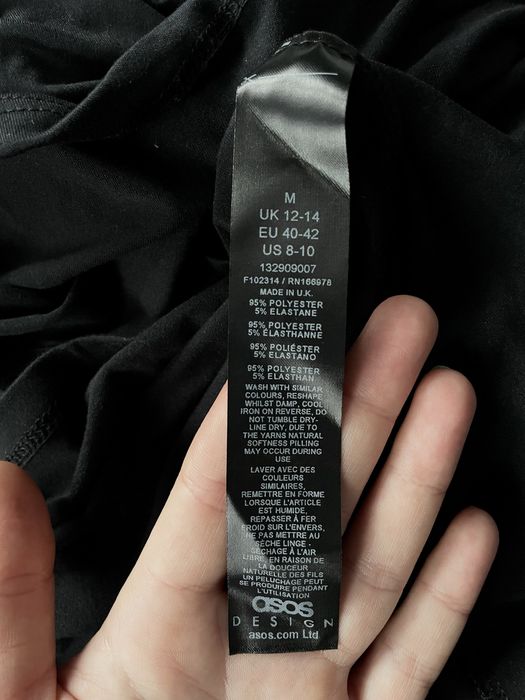 M
UK 12-14
EU 40-42
US 8-10
132909007
F102314 / RN166978
MADE IN U.K.
95% POLYESTER
5% ELASTANE
95% POLYESTER
5% ELASTHANNE
95% POLIÉSTER
5% ELASTANO
95% POLYESTER
5% ELASTHAN
WASH WITH SIMILAR
COLOURS, RESHAPE
WHILST DAMP, COOL
IRON ON REVERSE, DO
NOT TUMBLE DRY-
LINE DRY, DUE TO
THE YARNS NATURAL
SOFTNESS PILLING
MAY OCCUR DURING
USE
LAVER AVEC DES
COULEURS
SIMILAIRES,
REMETTRE EN FORME
LORSQUE L'ARTICLE
EST HUMIDE,
REPASSER À FER
FROID SUR L'ENVERS,
NE PAS METTRE AU
SÈCHE LINGE -
SÉCHAGE À L'AIR
LIBRE, EN RAISON DE
LA DOUCEUR
NATURELLE DES FILS
UN PELUCHAGE PEUT
SE PRODUIRE PENDANT
L'UTILISATION
asos
DESIGN
asos.com Ltd